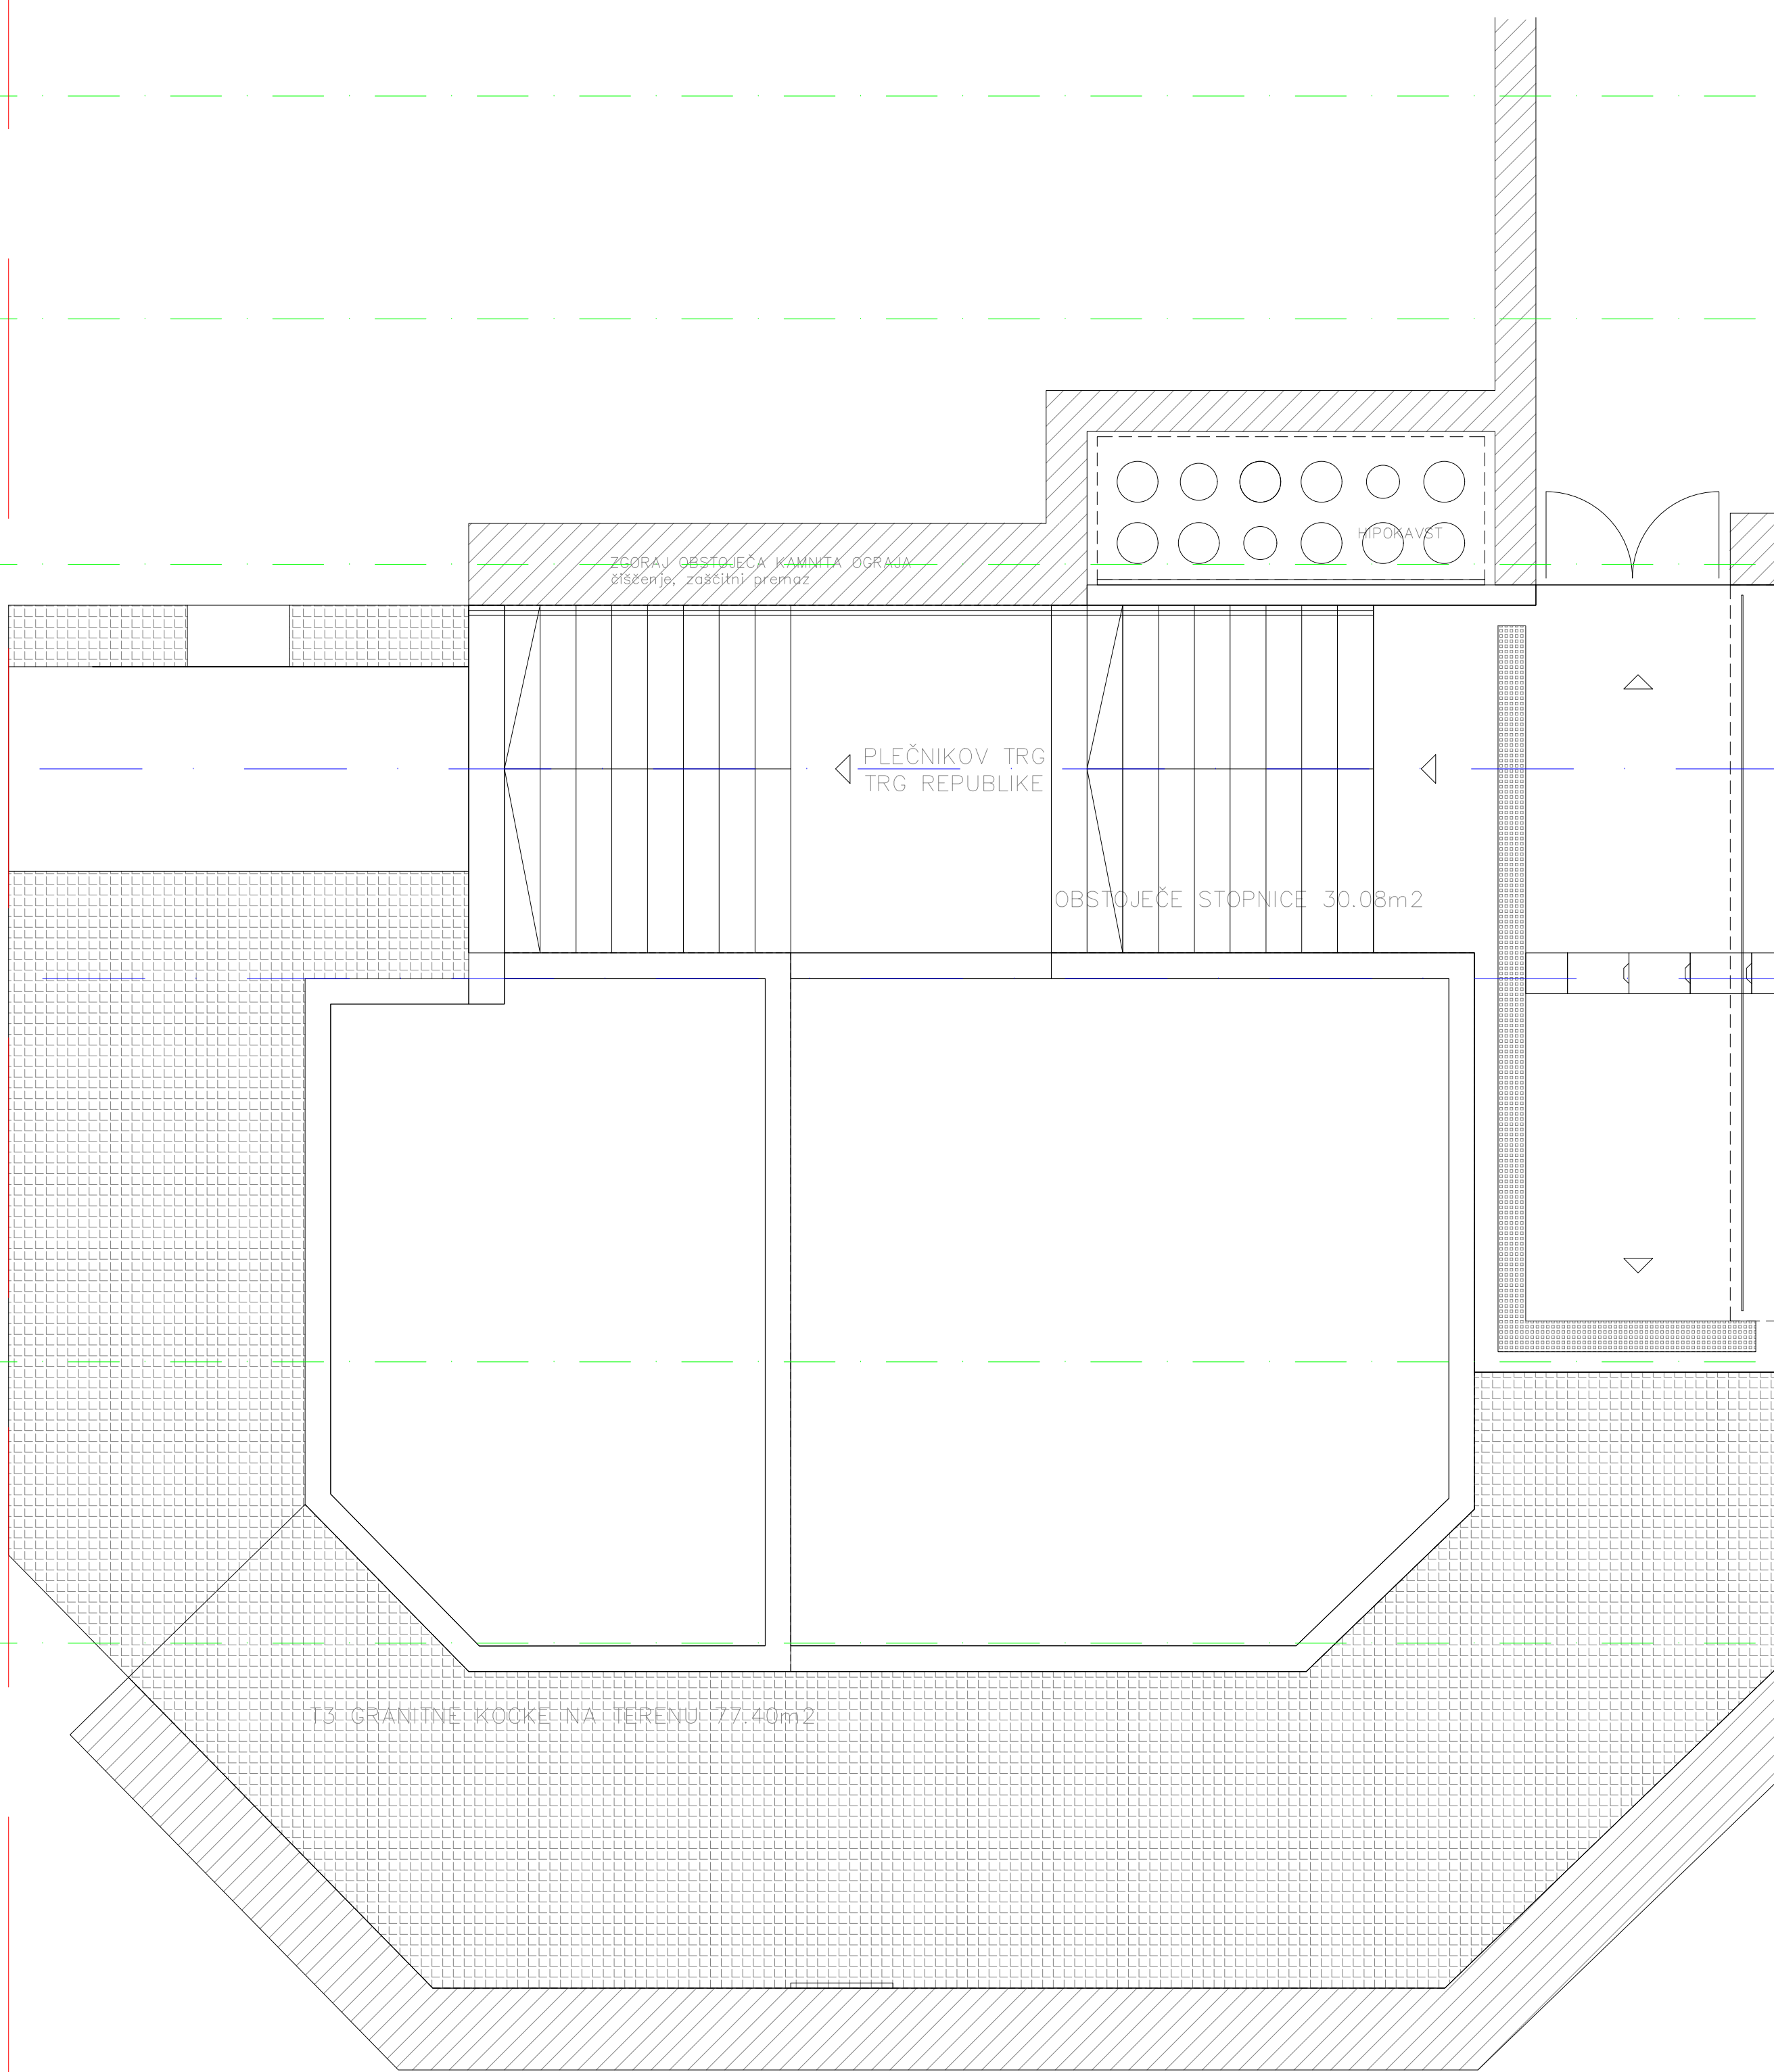 HIPOKAVST
ZGORAJ OBSTOJEČA KAMNITA OGRAJA
čiščenje, zaščitni premaz
PLEČNIKOV TRG
TRG REPUBLIKE
OBSTOJEČE STOPNICE 30.08m2
T3 GRANITNE KOCKE NA TERENU 77.40m2